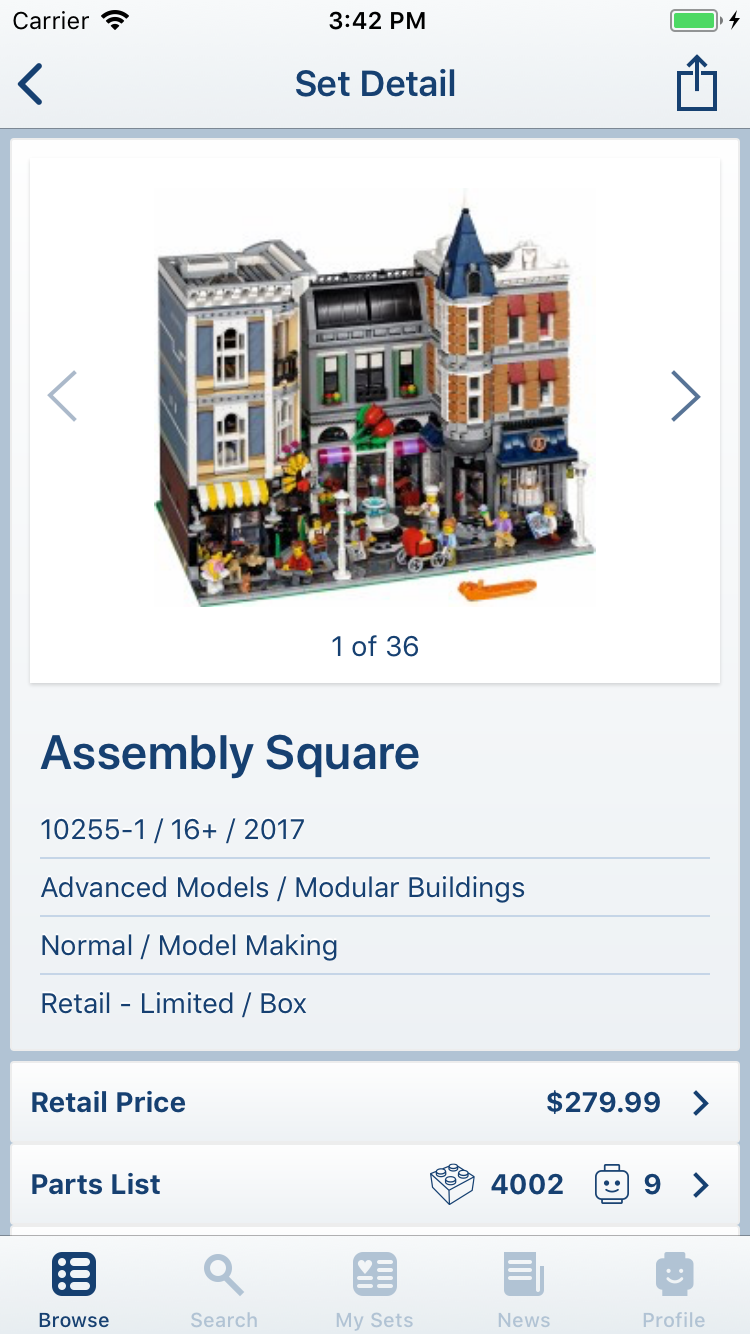 Carrier 3:42 PM
Set Detail
1 of 36
Assembly Square
10255-1 / 16+ / 2017
Advanced Models / Modular Buildings
Normal / Model Making
Retail - Limited / Box
Retail Price $279.99
Parts List 4002 9
Browse Search My Sets News Profile